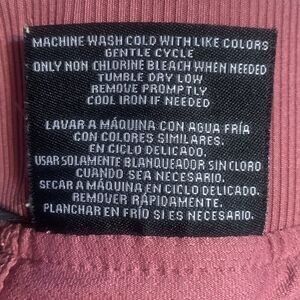 MACHINE WASH COLD WITH LIKE COLORS
GENTLE CYCLE
ONLY NON CHLORINE BLEACH WHEN NEEDED
TUMBLE DRY LOW
REMOVE PROMPTLY
COOL IRON IF NEEDED
LAVAR A MÁQUINA CON AGUA FRÍA
CON COLORES SIMILARES.
EN CICLO DELICADO.
USAR SOLAMENTE BLANQUEADOR SIN CLORO
CUANDO SEA NECESARIO.
SECAR A MÁQUINA EN CICLO DELICADO.
REMOVER RÁPIDAMENTE.
PLANCHAR EN FRÍO SI ES NECESARIO.